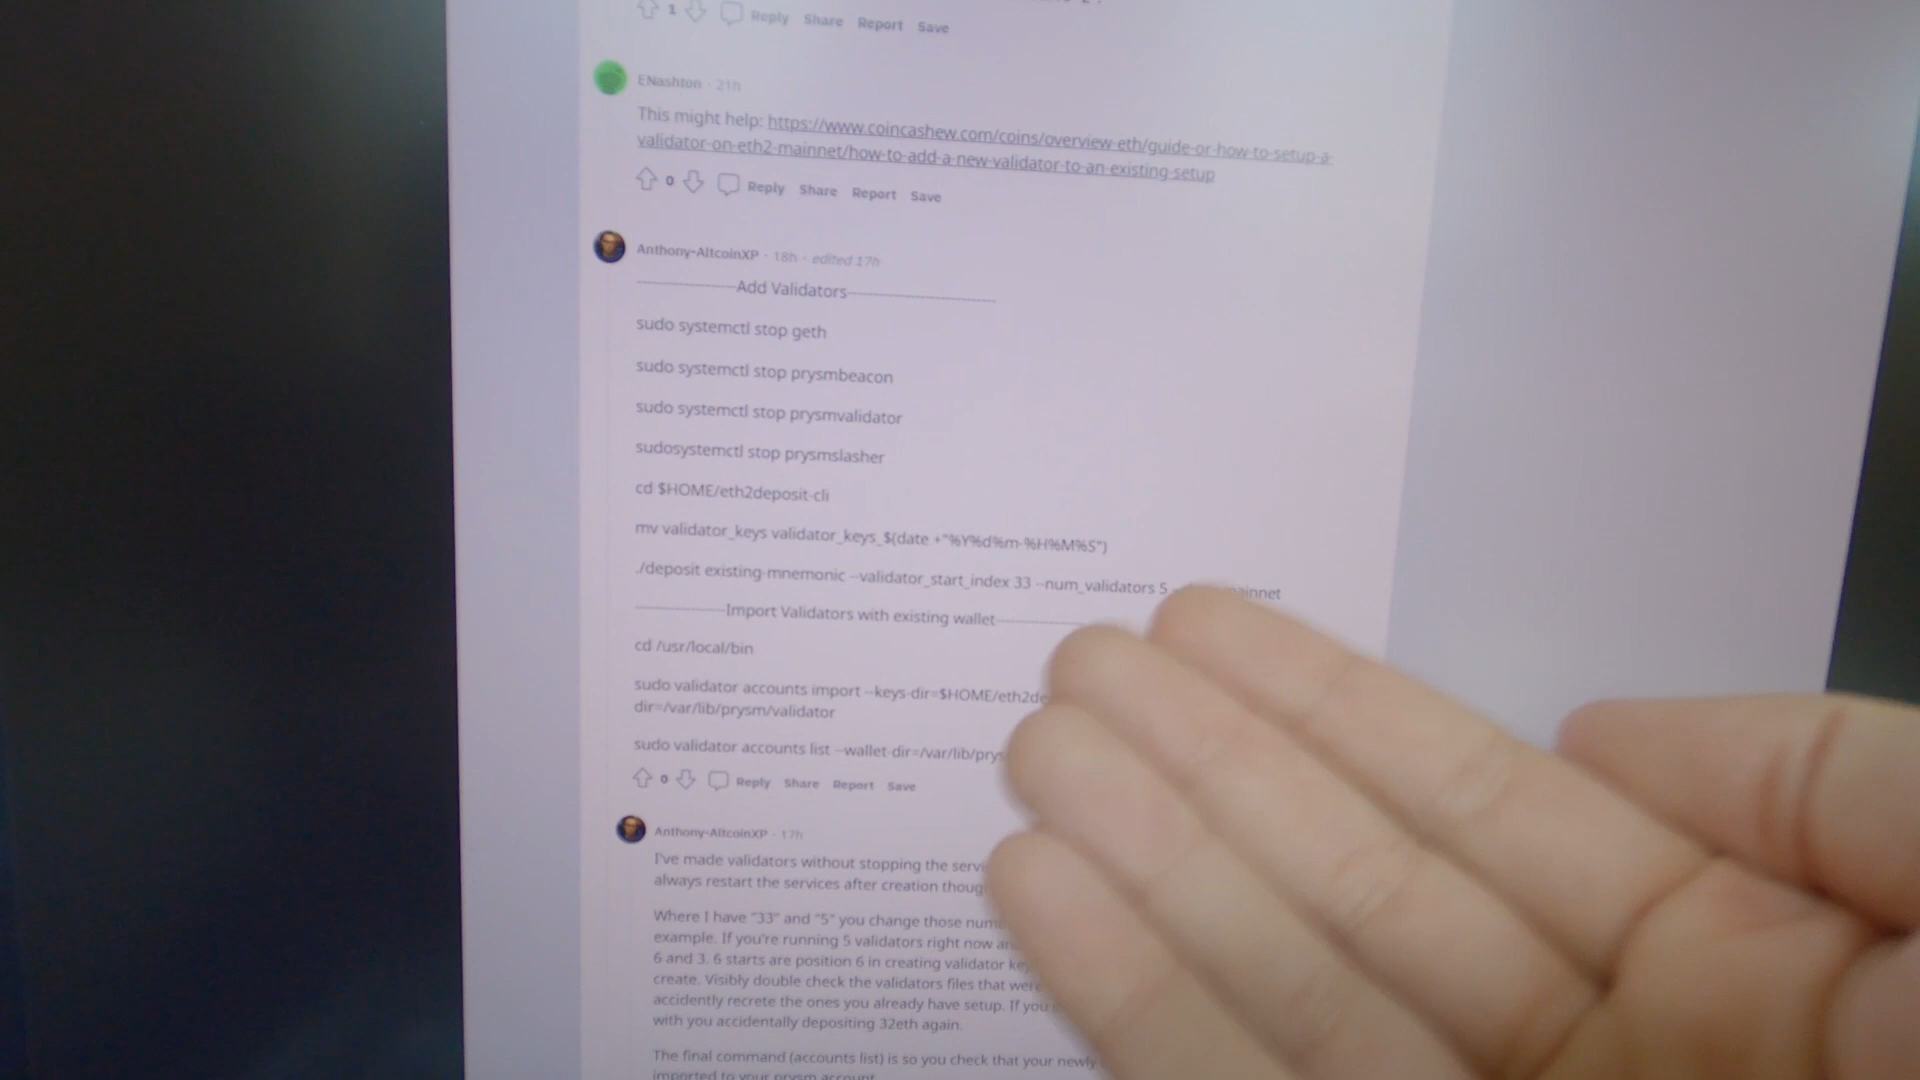 1 Reply Share Report Save
ENashton · 21h
This might help: https://www.coincashew.com/coins/overview-eth/guide-or-how-to-setup-a-
validator-on-eth2-mainnet/how-to-add-a-new-validator-to-an-existing-setup
0 Reply Share Report Save
Anthony-AltcoinXP · 18h · edited 17h
--------------------Add Validators------------------------------
sudo systemctl stop geth
sudo systemctl stop prysmbeacon
sudo systemctl stop prysmvalidator
sudosystemctl stop prysmslasher
cd $HOME/eth2deposit-cli
mv validator_keys validator_keys_$(date +"%Y%d%m-%H%M%S")
./deposit existing-mnemonic --validator_start_index 33 --num_validators 5
------------------Import Validators with existing wallet------------------
cd /usr/local/bin
sudo validator accounts import --keys-dir=$HOME/eth2de
dir=/var/lib/prysm/validator
sudo validator accounts list --wallet-dir=/var/lib/prys
0 Reply Share Report Save
Anthony-AltcoinXP · 17h
I've made validators without stopping the servi
always restart the services after creation thoug
Where I have "33" and "5" you change those num
example. If you're running 5 validators right now an
6 and 3. 6 starts are position 6 in creating validator key
create. Visibly double check the validators files that were
accidently recrete the ones you already have setup. If you
with you accidentally depositing 32eth again.
The final command (accounts list) is so you check that your newly
imported to your prysm account